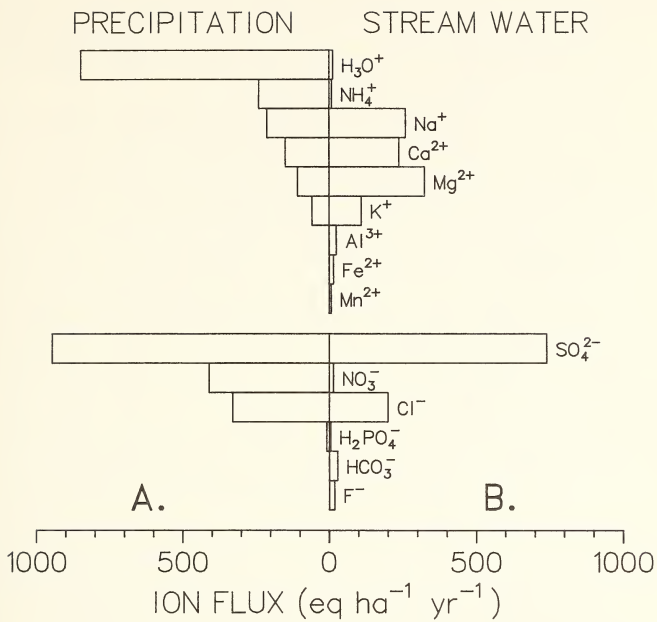 PRECIPITATION STREAM WATER
H₃O⁺
NH₄⁺
Na⁺
Ca²⁺
Mg²⁺
K⁺
Al³⁺
Fe²⁺
Mn²⁺
SO₄²⁻
NO₃⁻
Cl⁻
H₂PO₄⁻
HCO₃⁻
F⁻
A. B.
1000 500 0 500 1000
ION FLUX (eq ha⁻¹ yr⁻¹)